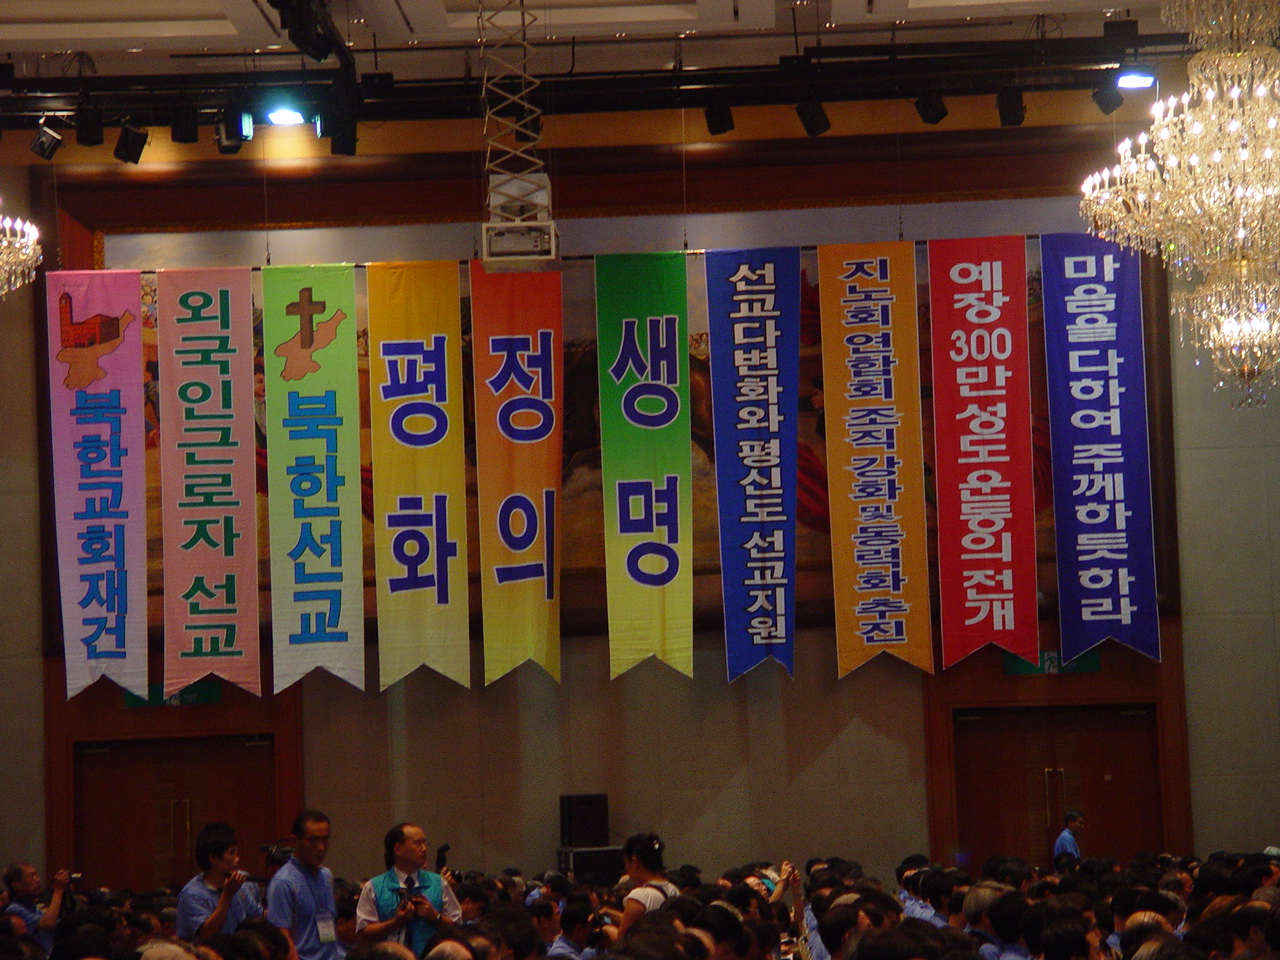 북한교회재건
외국인근로자 선교
북한선교
평화
정의
생명
선교다변화와 평신도 선교지원
지노회 연합회 조직 강화 및 동력화 추진
예장 300만 성도운동의 전개
마음을 다하여 주께하듯하라